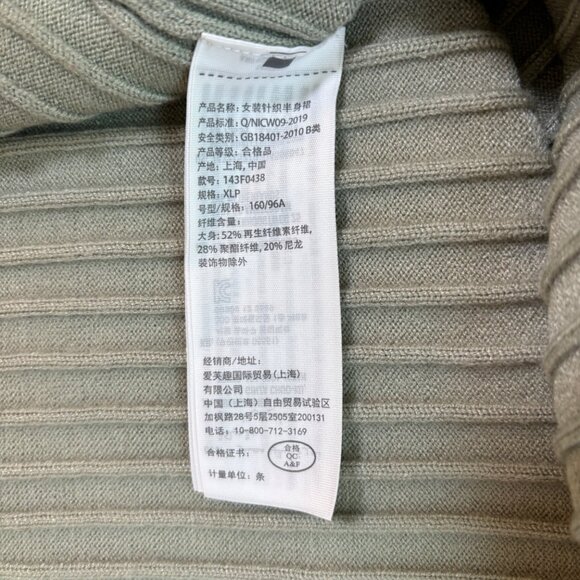 产品名称: 女装针织半身裙
产品标准: Q/NICW09-2019
安全类别: GB18401-2010 B类
产品等级: 合格品
产地: 上海, 中国
款号: 143F0438
规格: XLP
号型/规格: 160/96A
纤维含量:
大身: 52% 再生纤维素纤维,
28% 聚酯纤维, 20% 尼龙
装饰物除外
经销商/地址:
爱芙趣国际贸易(上海)
有限公司
中国（上海）自由贸易试验区
加枫路28号5层2505室200131
电话: 10-800-712-3169
合格证书:
合格
QC
A&F
计量单位: 条